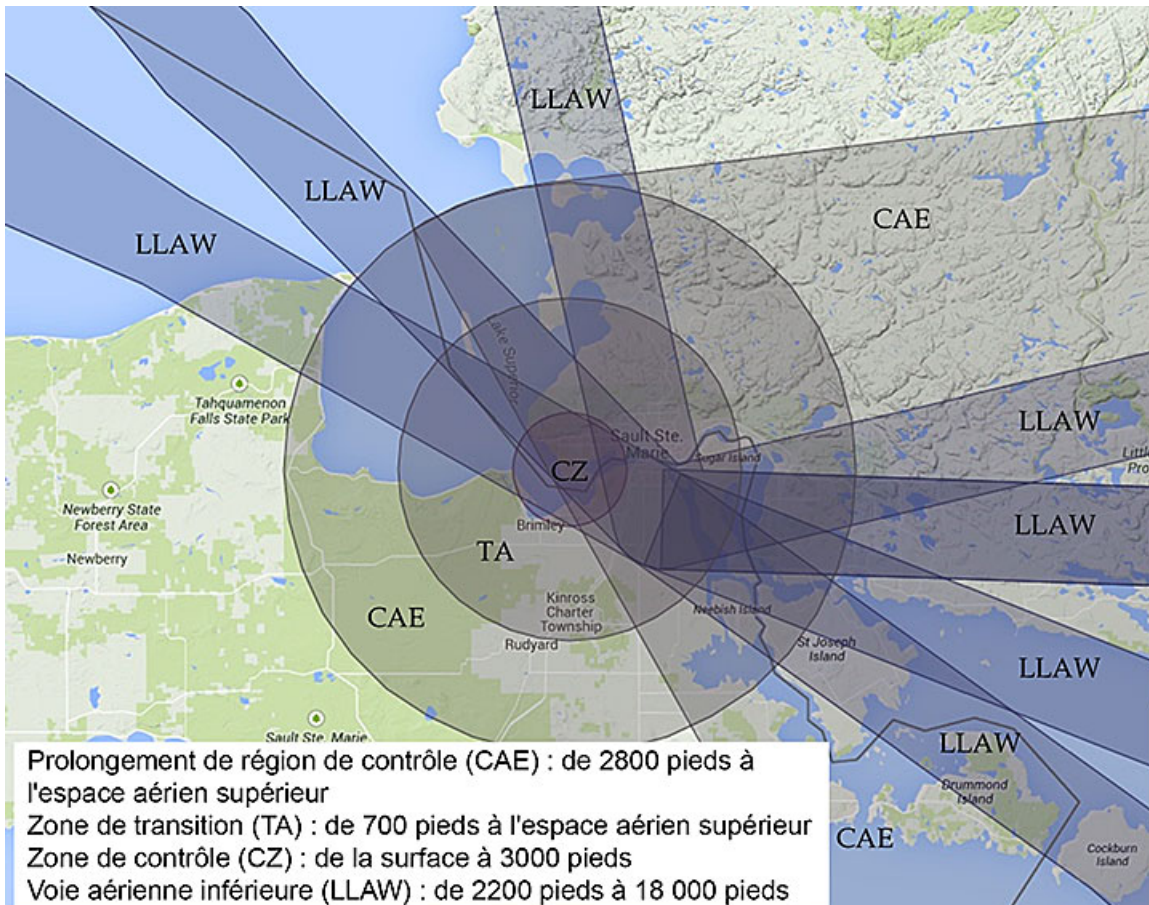 LLAW
LLAW
CAE
LLAW
Lake Superior
Tahquamenon
Falls State Park
LLAW
Sault Ste.
Marie
Sugar Island
CZ
Newberry State
Forest Area
LLAW
Brimley
Newberry
TA
Kinross
Charter
Township
Neebish Island
CAE
Rudyard
St Joseph
Island
LLAW
Sault Ste. Marie
LLAW
Drummond
Island
CAE
Cockburn
Island
Prolongement de région de contrôle (CAE) : de 2800 pieds à
l'espace aérien supérieur
Zone de transition (TA) : de 700 pieds à l'espace aérien supérieur
Zone de contrôle (CZ) : de la surface à 3000 pieds
Voie aérienne inférieure (LLAW) : de 2200 pieds à 18 000 pieds